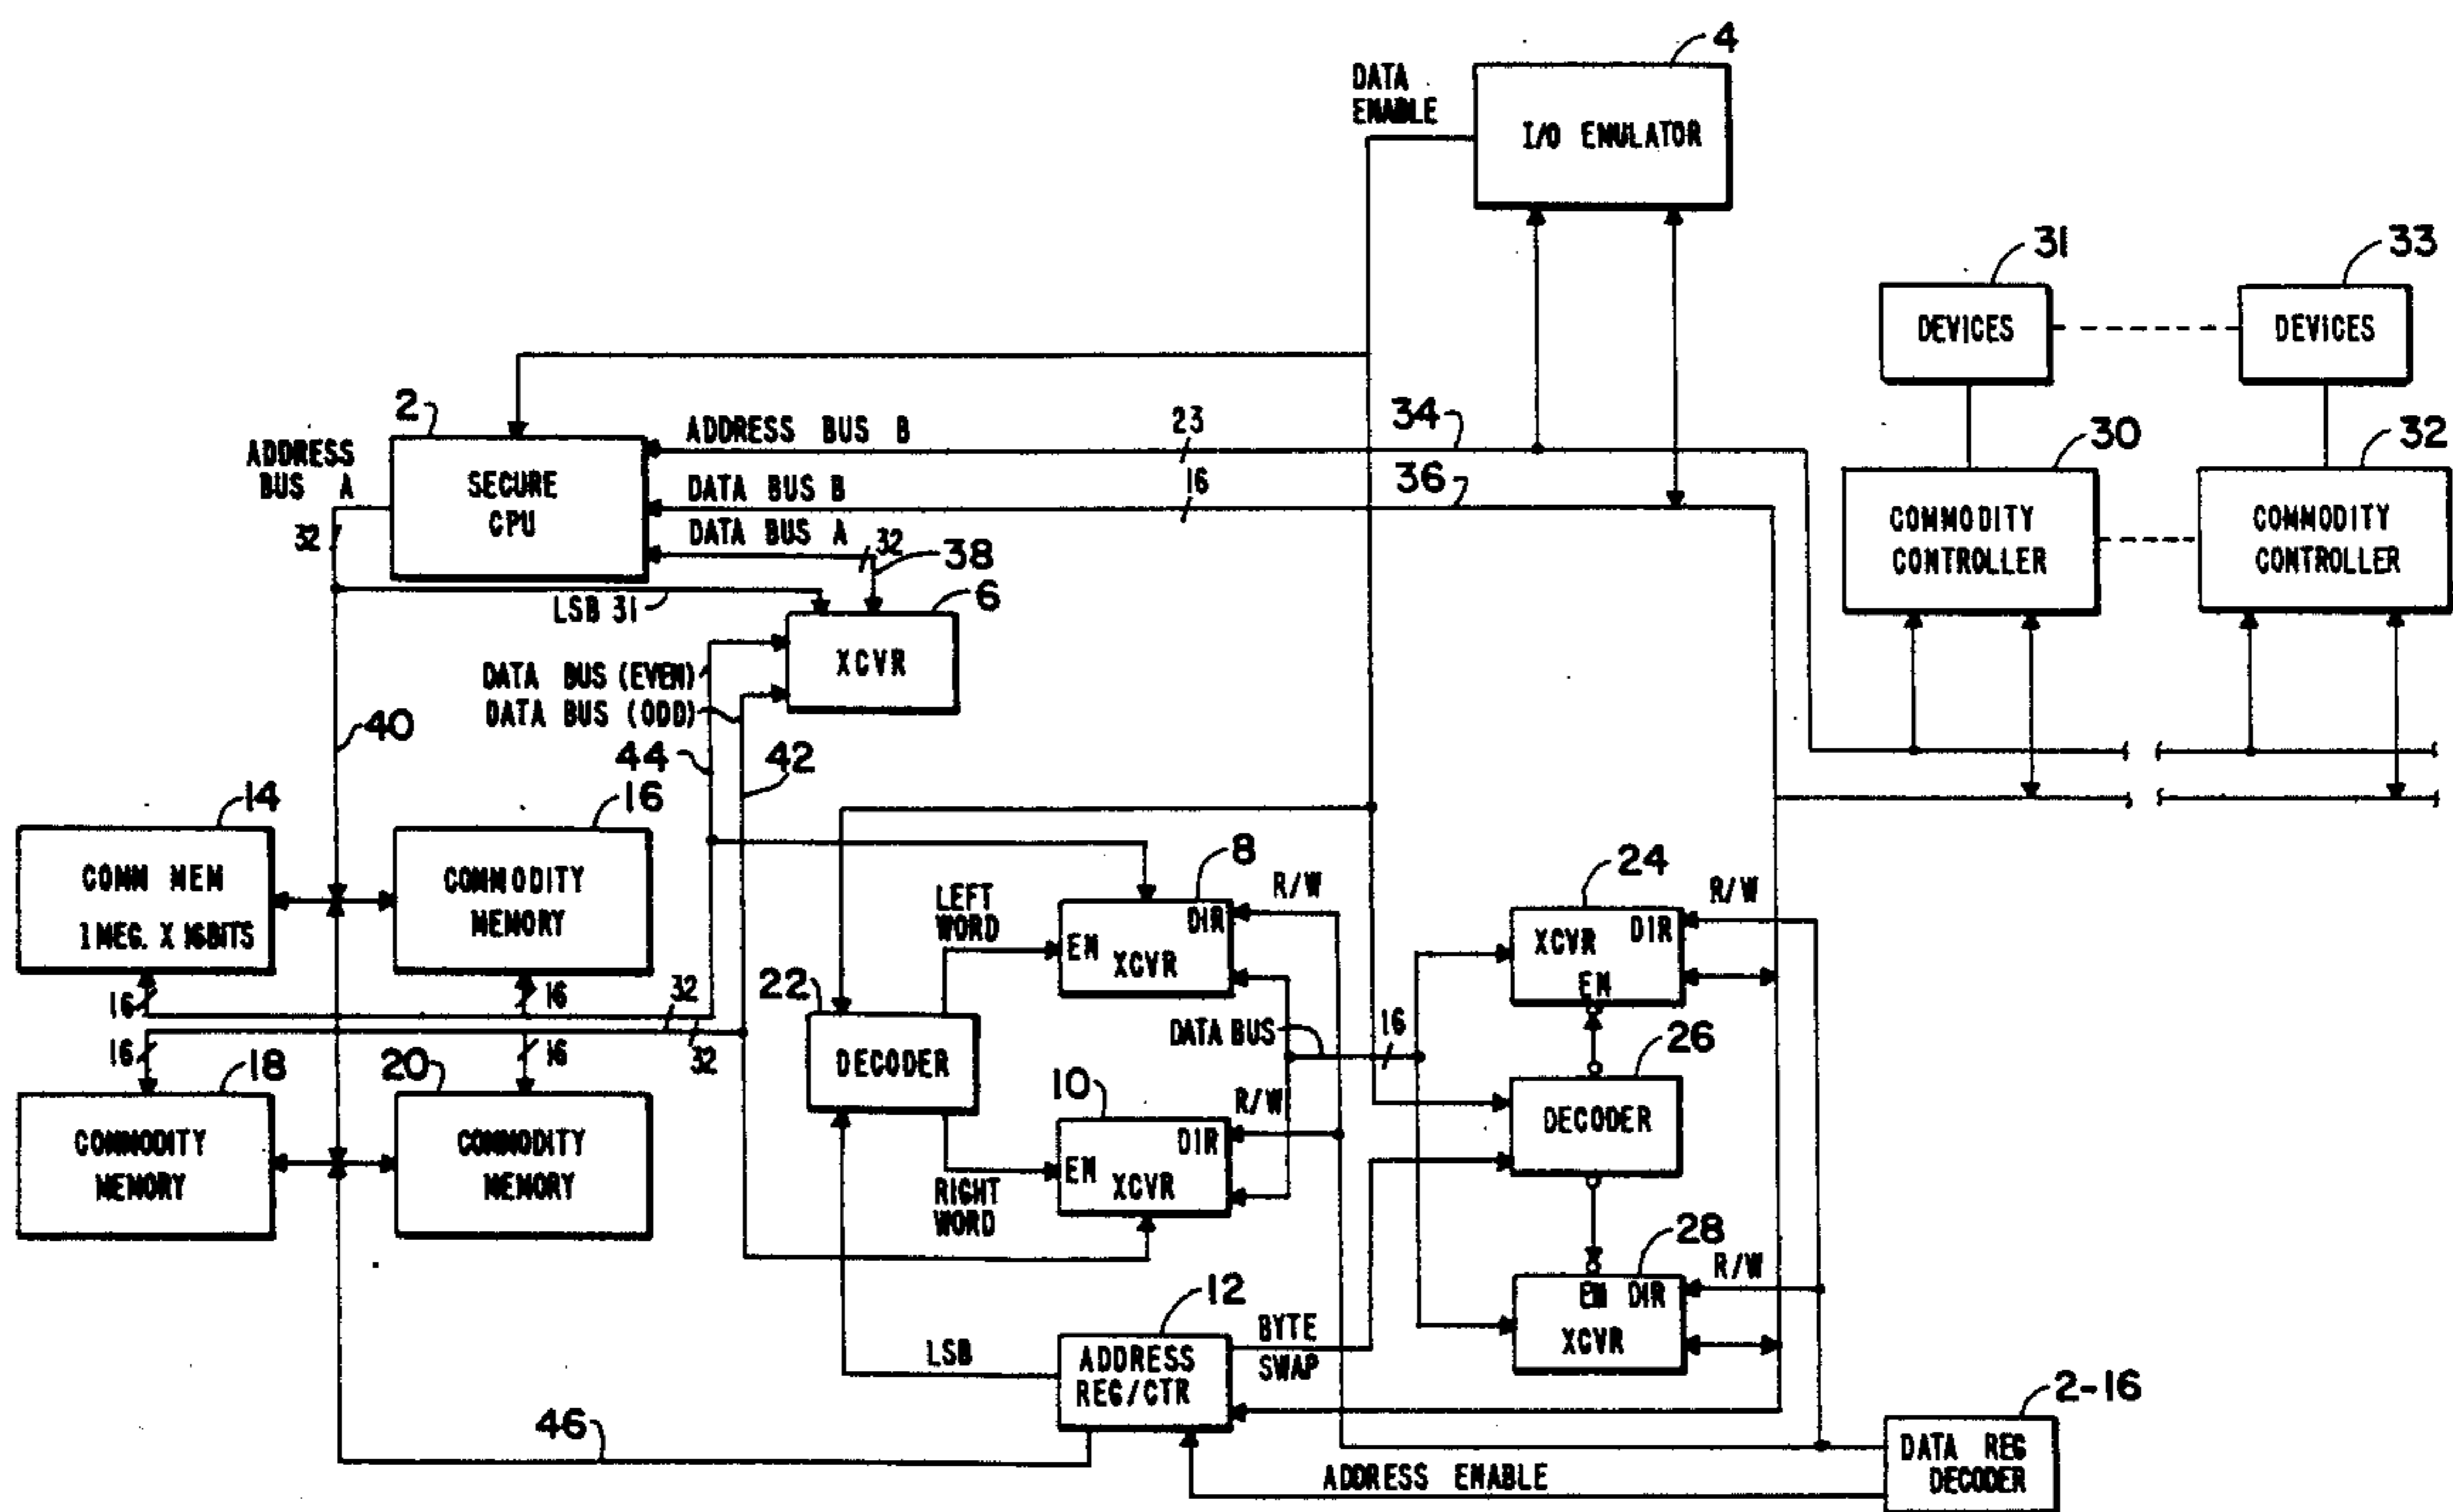 4
DATA
ENABLE
I/O EMULATOR
31
33
DEVICES
DEVICES
2
ADDRESS BUS B
23
34
30
32
ADDRESS
BUS A
SECURE
CPU
DATA BUS B
16
36
COMMODITY
CONTROLLER
COMMODITY
CONTROLLER
32
DATA BUS A
32
38
LSB 31
6
XCVR
DATA BUS (EVEN)
DATA BUS (ODD)
40
44
42
14
16
COMM MEM
1 MEG. X 16BITS
COMMODITY
MEMORY
8
24
LEFT
WORD
R/W
R/W
DIR
EN
XCVR
XCVR
DIR
EN
22
16
16
32
DATA BUS
16
16
16
32
DECODER
26
18
20
10
R/W
DECODER
COMMODITY
MEMORY
COMMODITY
MEMORY
DIR
EN
XCVR
RIGHT
WORD
28
R/W
12
EN DIR
XCVR
LSB
ADDRESS
REG/CTR
BYTE
SWAP
2-16
46
DATA REG
DECODER
ADDRESS ENABLE